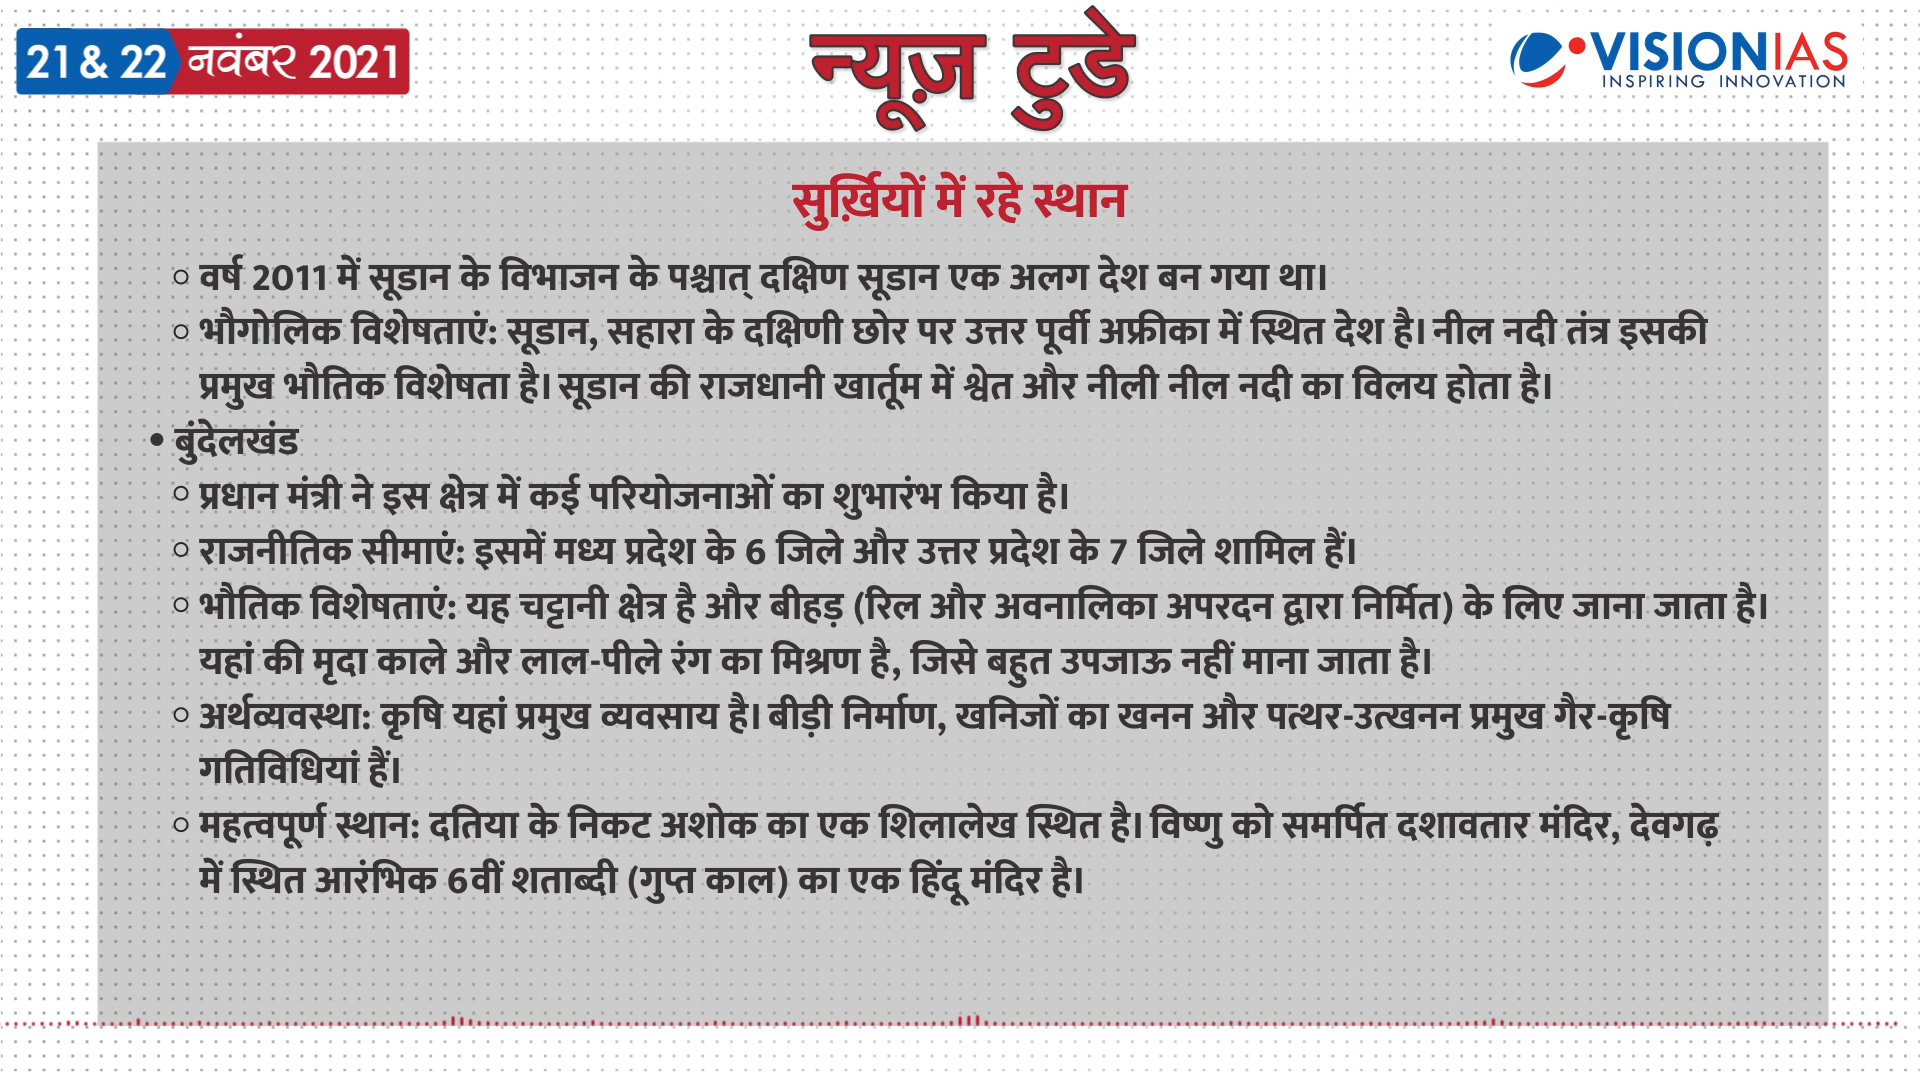 21 & 22 नवंबर 2021
न्यूज़ टुडे
VISIONIAS
INSPIRING INNOVATION
सुर्ख़ियों में रहे स्थान
○ वर्ष 2011 में सूडान के विभाजन के पश्चात् दक्षिण सूडान एक अलग देश बन गया था।
○ भौगोलिक विशेषताएं: सूडान, सहारा के दक्षिणी छोर पर उत्तर पूर्वी अफ्रीका में स्थित देश है। नील नदी तंत्र इसकी
प्रमुख भौतिक विशेषता है। सूडान की राजधानी खार्तूम में श्वेत और नीली नील नदी का विलय होता है।
• बुंदेलखंड
○ प्रधान मंत्री ने इस क्षेत्र में कई परियोजनाओं का शुभारंभ किया है।
○ राजनीतिक सीमाएं: इसमें मध्य प्रदेश के 6 जिले और उत्तर प्रदेश के 7 जिले शामिल हैं।
○ भौतिक विशेषताएं: यह चट्टानी क्षेत्र है और बीहड़ (रिल और अवनालिका अपरदन द्वारा निर्मित) के लिए जाना जाता है।
यहां की मृदा काले और लाल-पीले रंग का मिश्रण है, जिसे बहुत उपजाऊ नहीं माना जाता है।
○ अर्थव्यवस्था: कृषि यहां प्रमुख व्यवसाय है। बीड़ी निर्माण, खनिजों का खनन और पत्थर-उत्खनन प्रमुख गैर-कृषि
गतिविधियां हैं।
○ महत्वपूर्ण स्थान: दतिया के निकट अशोक का एक शिलालेख स्थित है। विष्णु को समर्पित दशावतार मंदिर, देवगढ़
में स्थित आरंभिक 6वीं शताब्दी (गुप्त काल) का एक हिंदू मंदिर है।